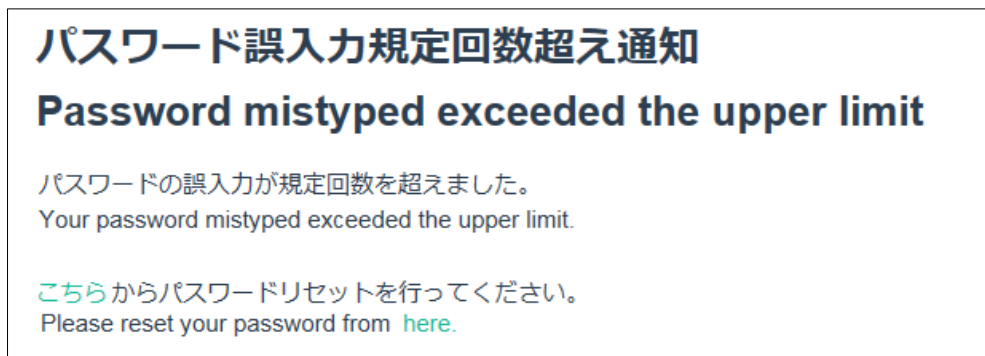 パスワード誤入力規定回数超え通知
Password mistyped exceeded the upper limit
パスワードの誤入力が規定回数を超えました。
Your password mistyped exceeded the upper limit.
こちらからパスワードリセットを行ってください。
Please reset your password from here.